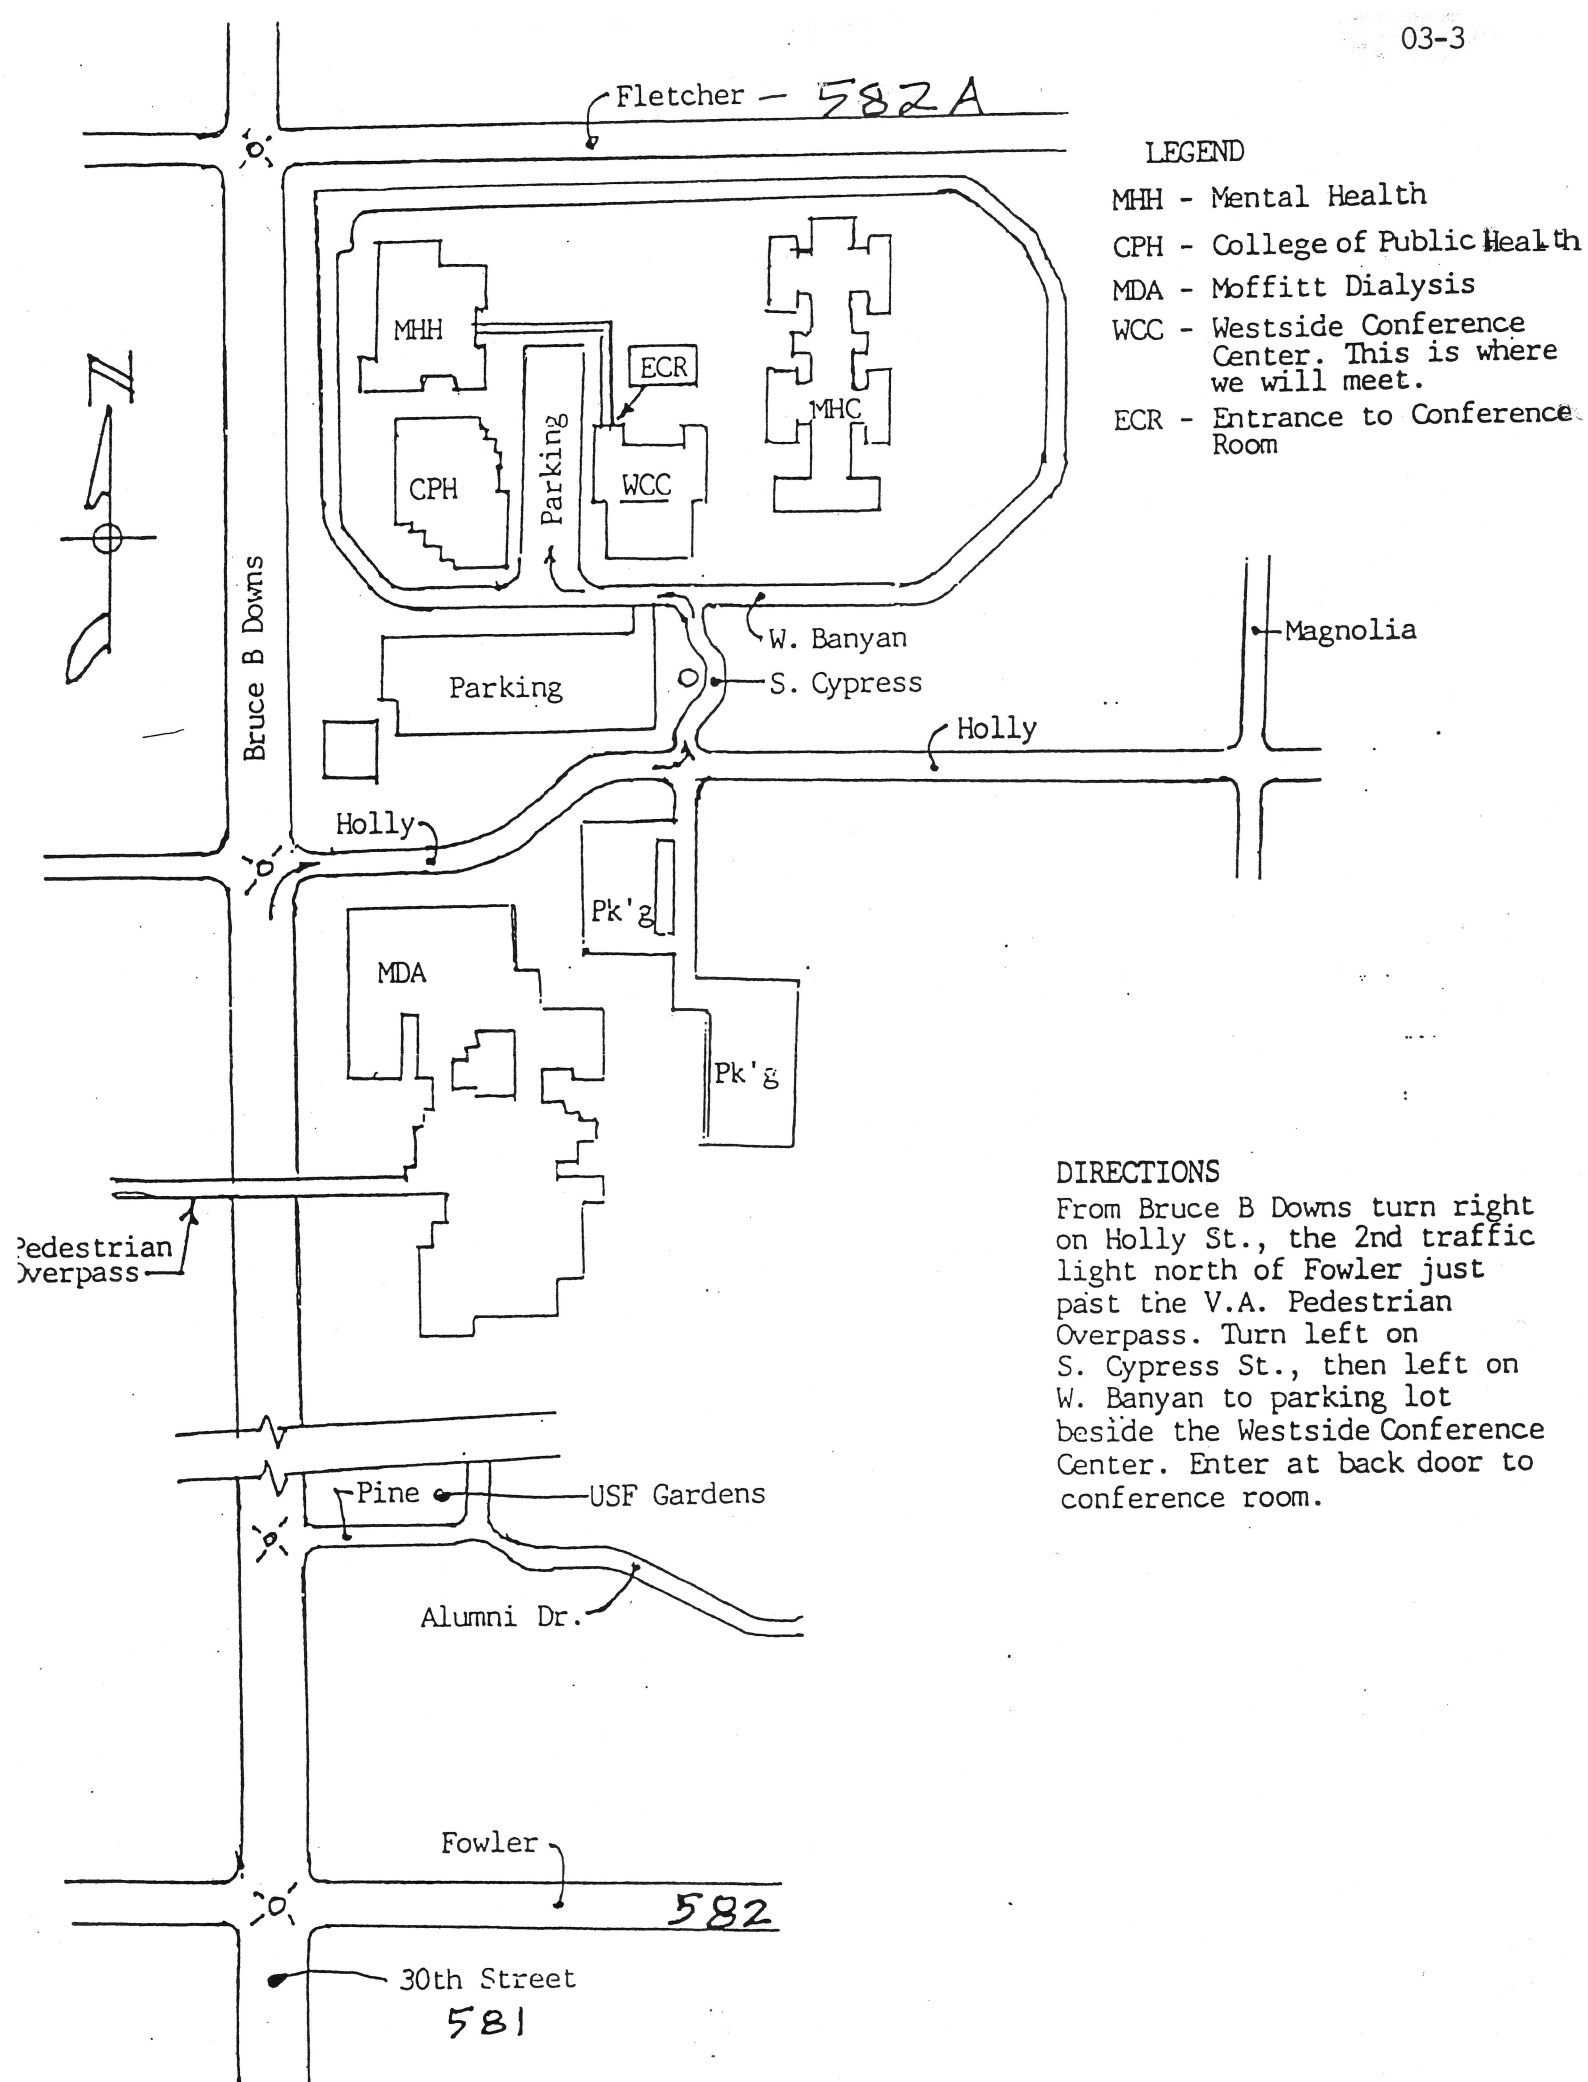 03-3
Fletcher - 582A
LEGEND
MHH - Mental Health
CPH - College of Public Health
MDA - Moffitt Dialysis
WCC - Westside Conference
Center. This is where
we will meet.
ECR - Entrance to Conference
Room
N
MHH
ECR
MHC
Parking
CPH
WCC
Bruce B Downs
W. Banyan
Magnolia
S. Cypress
Parking
Holly
Holly
Pk'g
MDA
Pk'g
Pedestrian
Overpass
DIRECTIONS
From Bruce B Downs turn right
on Holly St., the 2nd traffic
light north of Fowler just
past the V.A. Pedestrian
Overpass. Turn left on
S. Cypress St., then left on
W. Banyan to parking lot
beside the Westside Conference
Center. Enter at back door to
conference room.
Pine
USF Gardens
Alumni Dr.
Fowler
582
30th Street
581